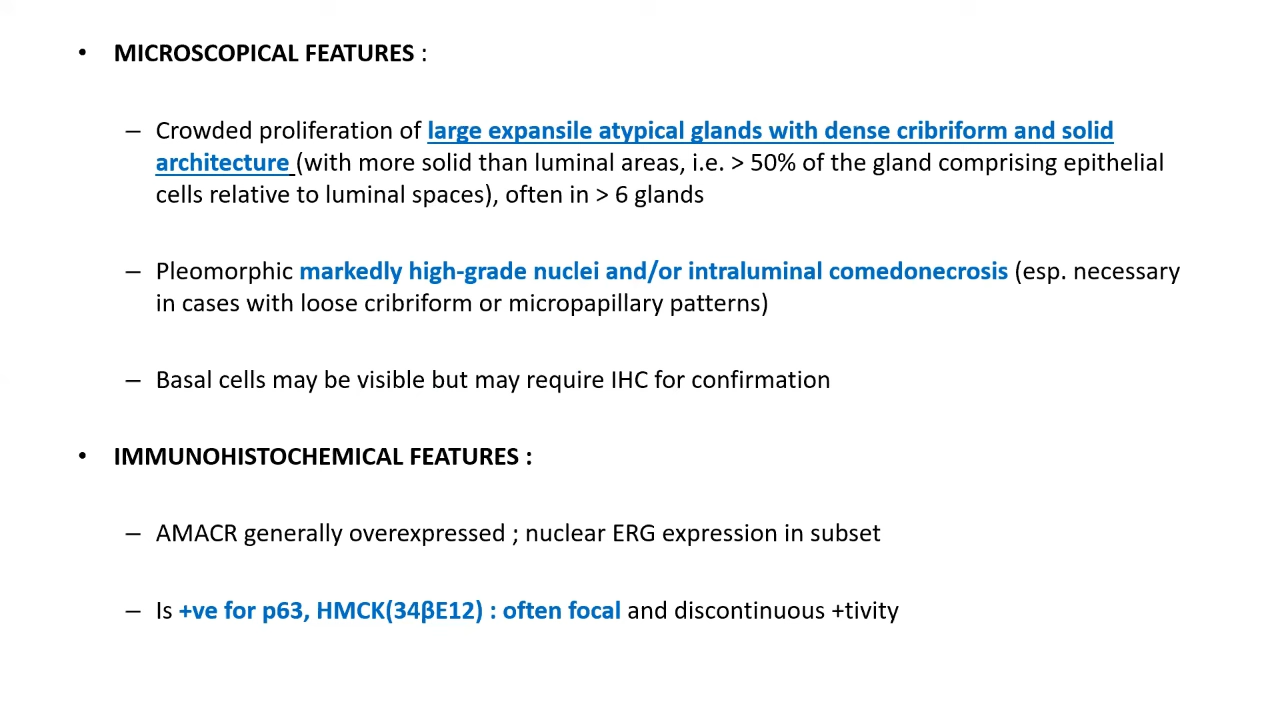 • MICROSCOPICAL FEATURES :
– Crowded proliferation of large expansile atypical glands with dense cribriform and solid
architecture (with more solid than luminal areas, i.e. > 50% of the gland comprising epithelial
cells relative to luminal spaces), often in > 6 glands
– Pleomorphic markedly high-grade nuclei and/or intraluminal comedonecrosis (esp. necessary
in cases with loose cribriform or micropapillary patterns)
– Basal cells may be visible but may require IHC for confirmation
• IMMUNOHISTOCHEMICAL FEATURES :
– AMACR generally overexpressed ; nuclear ERG expression in subset
– Is +ve for p63, HMCK(34βE12) : often focal and discontinuous +tivity